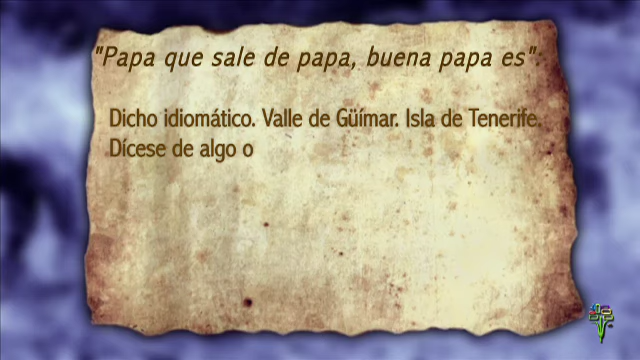 "Papa que sale de papa, buena papa es".
Dicho idiomático. Valle de Güímar. Isla de Tenerife.
Dícese de algo o